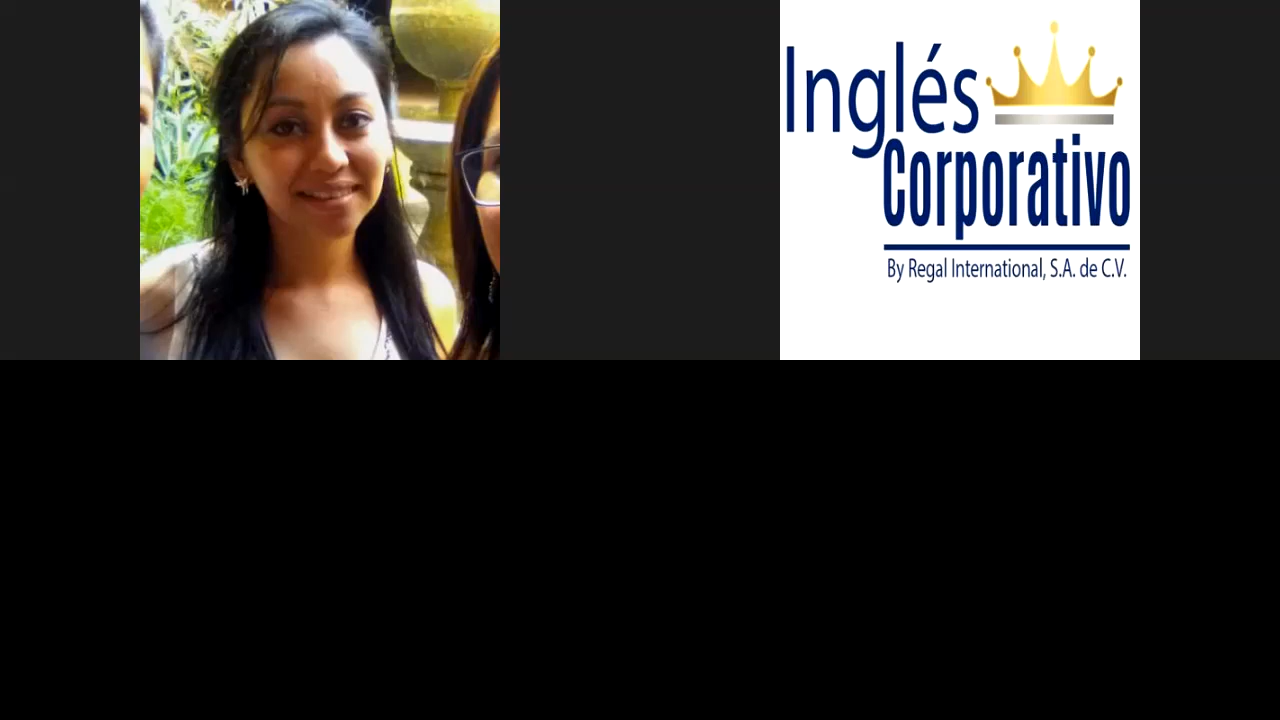 Inglés
Corporativo
By Regal International, S.A. de C.V.